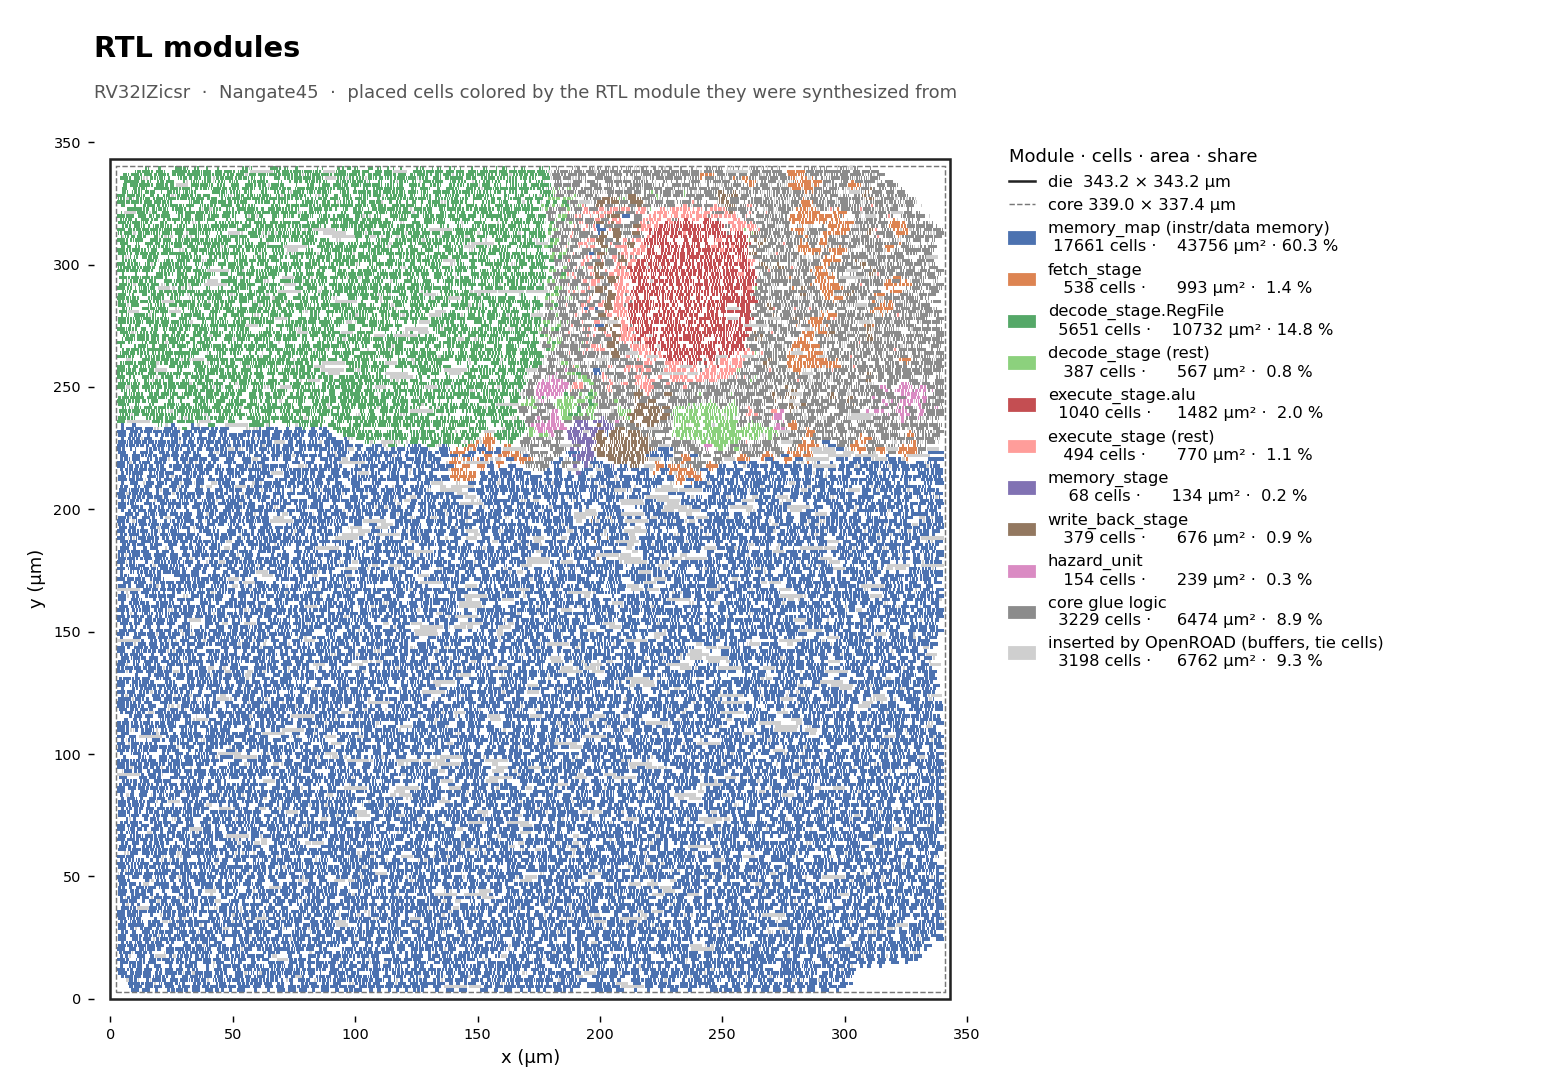 RTL modules
RV32IZicsr · Nangate45 · placed cells colored by the RTL module they were synthesized from
Module · cells · area · share
die 343.2 × 343.2 µm
core 339.0 × 337.4 µm
memory_map (instr/data memory)
17661 cells · 43756 µm² · 60.3 %
fetch_stage
538 cells · 993 µm² · 1.4 %
decode_stage.RegFile
5651 cells · 10732 µm² · 14.8 %
decode_stage (rest)
387 cells · 567 µm² · 0.8 %
execute_stage.alu
1040 cells · 1482 µm² · 2.0 %
execute_stage (rest)
494 cells · 770 µm² · 1.1 %
memory_stage
68 cells · 134 µm² · 0.2 %
write_back_stage
379 cells · 676 µm² · 0.9 %
hazard_unit
154 cells · 239 µm² · 0.3 %
core glue logic
3229 cells · 6474 µm² · 8.9 %
inserted by OpenROAD (buffers, tie cells)
3198 cells · 6762 µm² · 9.3 %
350
300
250
200
150
100
50
0
y (µm)
0 50 100 150 200 250 300 350
x (µm)